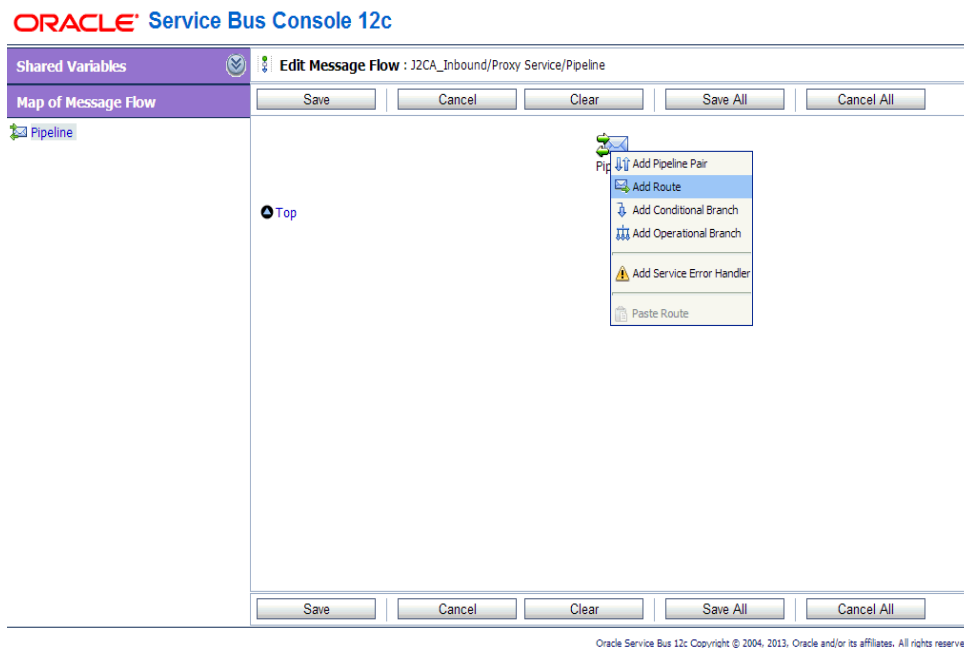 ORACLE Service Bus Console 12c
Shared Variables
Edit Message Flow : J2CA_Inbound/Proxy Service/Pipeline
Map of Message Flow
Save Cancel Clear Save All Cancel All
Pipeline
Pip
Add Pipeline Pair
Add Route
Top
Add Conditional Branch
Add Operational Branch
Add Service Error Handler
Paste Route
Save Cancel Clear Save All Cancel All
Oracle Service Bus 12c Copyright © 2004, 2013, Oracle and/or its affiliates. All rights reserve